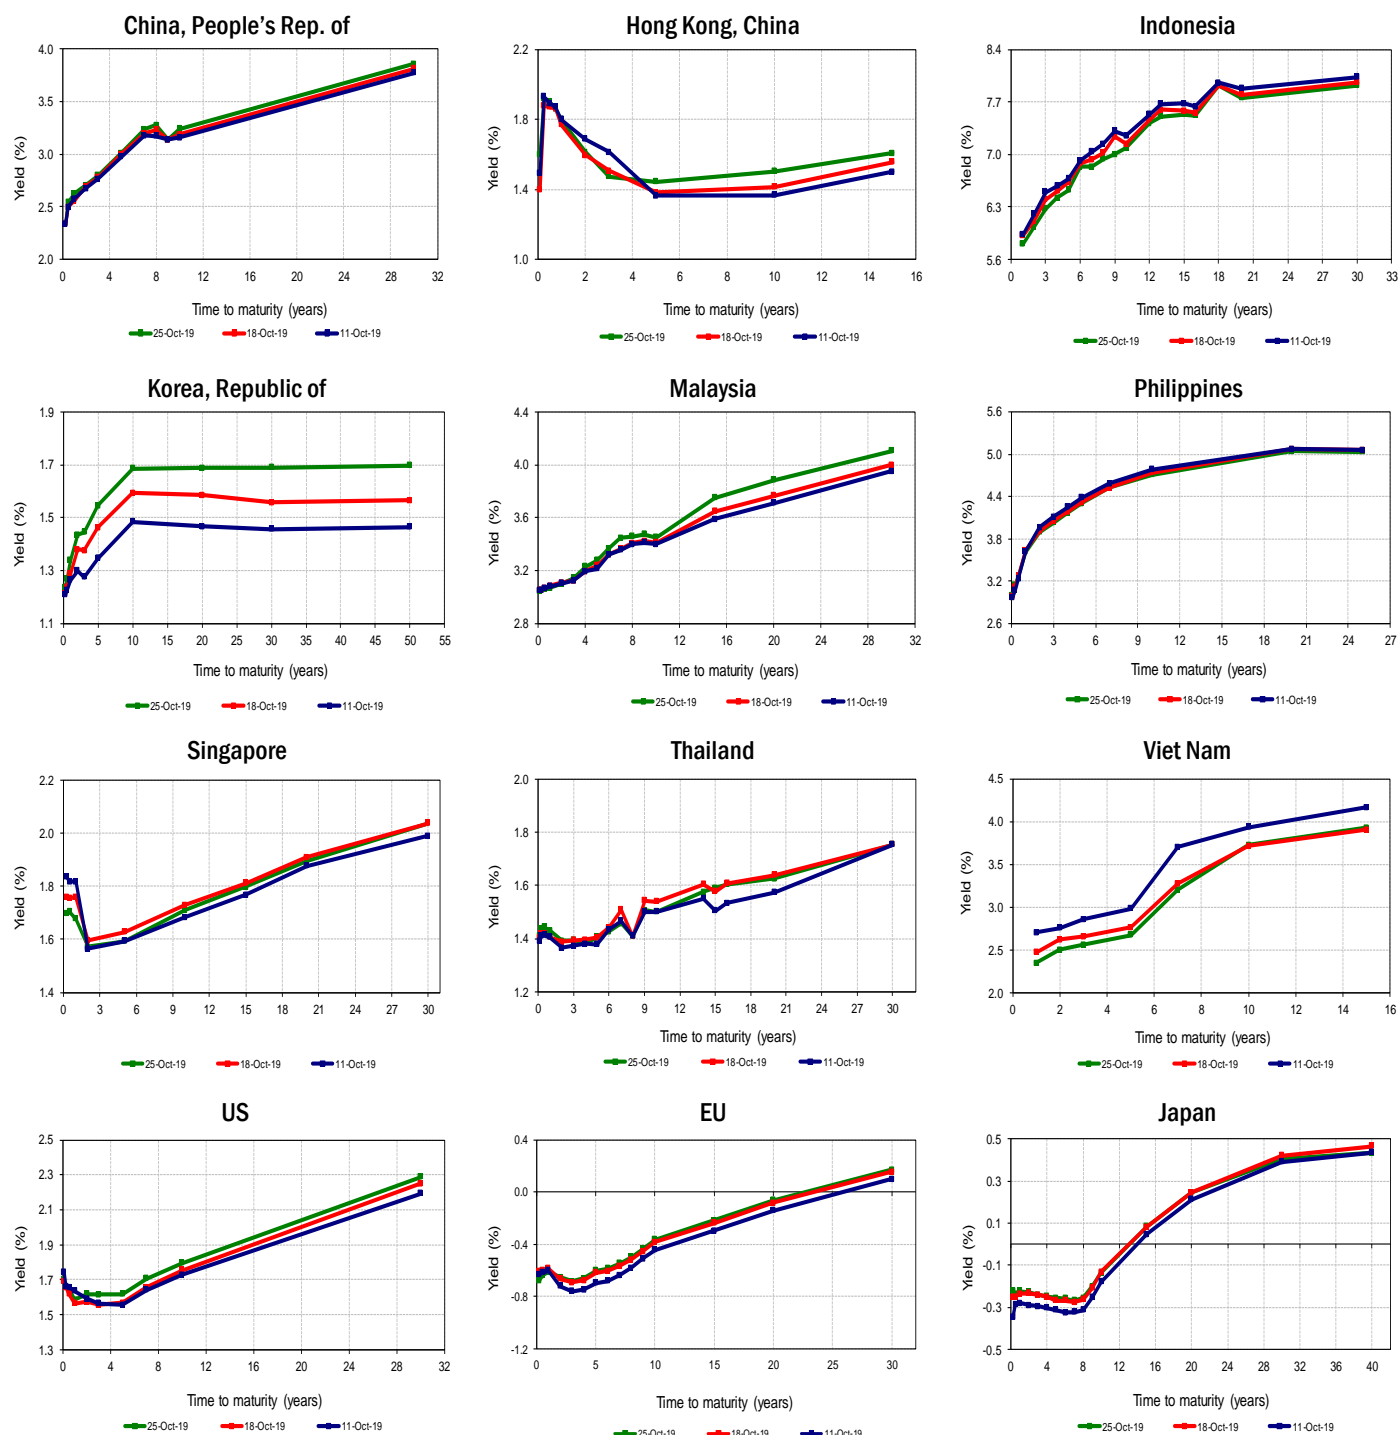 China, People's Rep. of
Yield (%)
4.0
3.5
3.0
2.5
2.0
0 4 8 12 16 20 24 28 32
Time to maturity (years)
25-Oct-19 18-Oct-19 11-Oct-19
Hong Kong, China
Yield (%)
2.2
1.8
1.4
1.0
0 2 4 6 8 10 12 14 16
Time to maturity (years)
25-Oct-19 18-Oct-19 11-Oct-19
Indonesia
Yield (%)
8.4
7.7
7.0
6.3
5.6
0 3 6 9 12 15 18 21 24 27 30 33
Time to maturity (years)
25-Oct-19 18-Oct-19 11-Oct-19
Korea, Republic of
Yield (%)
1.9
1.7
1.5
1.3
1.1
0 5 10 15 20 25 30 35 40 45 50 55
Time to maturity (years)
25-Oct-19 18-Oct-19 11-Oct-19
Malaysia
Yield (%)
4.4
4.0
3.6
3.2
2.8
0 4 8 12 16 20 24 28 32
Time to maturity (years)
25-Oct-19 18-Oct-19 11-Oct-19
Philippines
Yield (%)
5.6
5.0
4.4
3.8
3.2
2.6
0 3 6 9 12 15 18 21 24 27
Time to maturity (years)
25-Oct-19 18-Oct-19 11-Oct-19
Singapore
Yield (%)
2.2
2.0
1.8
1.6
1.4
0 3 6 9 12 15 18 21 24 27 30
Time to maturity (years)
25-Oct-19 18-Oct-19 11-Oct-19
Thailand
Yield (%)
2.0
1.8
1.6
1.4
1.2
0 3 6 9 12 15 18 21 24 27 30
Time to maturity (years)
25-Oct-19 18-Oct-19 11-Oct-19
Viet Nam
Yield (%)
4.5
4.0
3.5
3.0
2.5
2.0
0 2 4 6 8 10 12 14 16
Time to maturity (years)
25-Oct-19 18-Oct-19 11-Oct-19
US
Yield (%)
2.5
2.3
2.1
1.9
1.7
1.5
1.3
0 4 8 12 16 20 24 28 32
Time to maturity (years)
25-Oct-19 18-Oct-19 11-Oct-19
EU
Yield (%)
0.4
0.0
-0.4
-0.8
-1.2
0 5 10 15 20 25 30
Time to maturity (years)
25-Oct-19 18-Oct-19 11-Oct-19
Japan
Yield (%)
0.5
0.3
0.1
-0.1
-0.3
-0.5
0 4 8 12 16 20 24 28 32 36 40
Time to maturity (years)
25-Oct-19 18-Oct-19 11-Oct-19